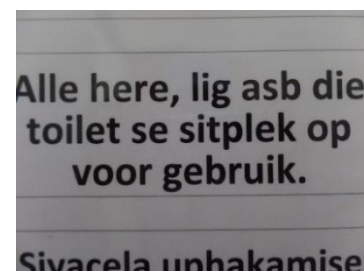 Alle here, lig asb die
toilet se sitplek op
voor gebruik.
Siyacela uphakamise